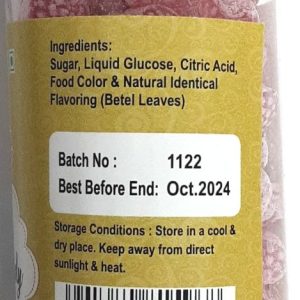 Ingredients:
Sugar, Liquid Glucose, Citric Acid,
Food Color & Natural Identical
Flavoring (Betel Leaves)
Batch No : 1122
Best Before End: Oct.2024
Storage Conditions : Store in a cool &
dry place. Keep away from direct
sunlight & heat.